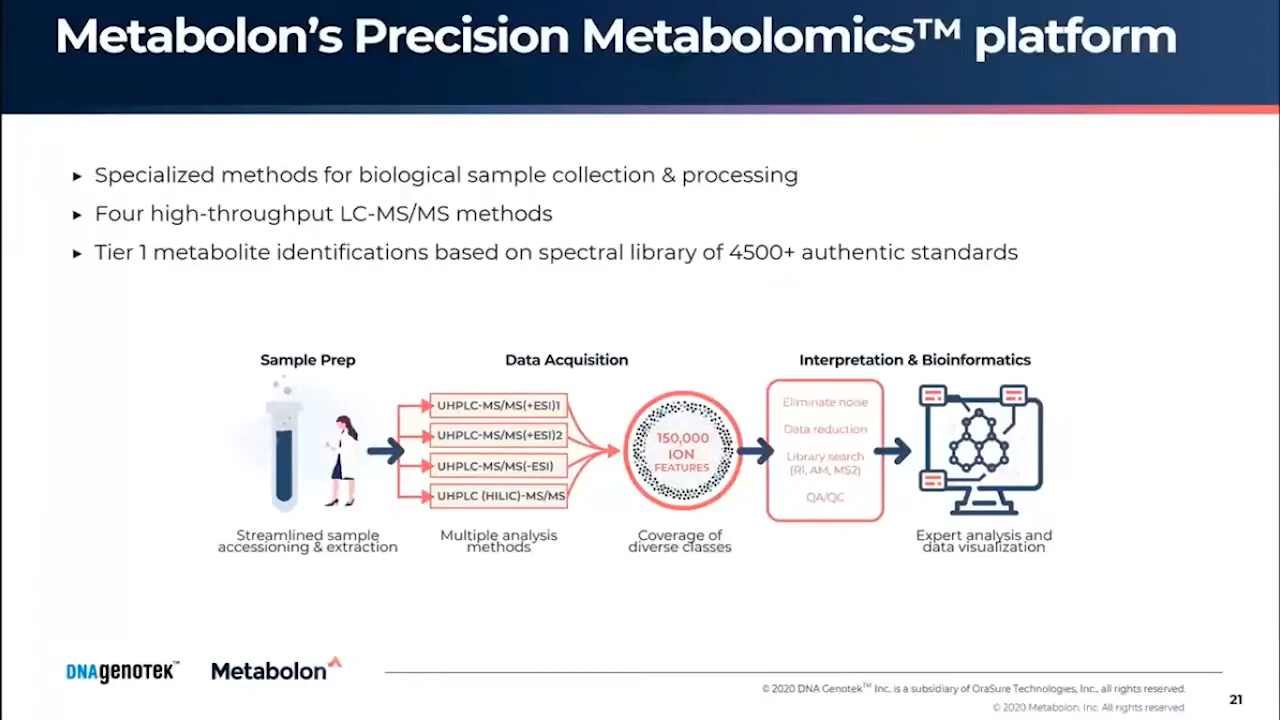 Metabolon's Precision Metabolomics™ platform
▸ Specialized methods for biological sample collection & processing
▸ Four high-throughput LC-MS/MS methods
▸ Tier 1 metabolite identifications based on spectral library of 4500+ authentic standards
Sample Prep
Data Acquisition
Interpretation & Bioinformatics
UHPLC-MS/MS(+ESI)1
UHPLC-MS/MS(+ESI)2
UHPLC-MS/MS(-ESI)
UHPLC (HILIC)-MS/MS
150,000
ION
FEATURES
Eliminate noise
Data reduction
Library search
(RI, AM, MS2)
QA/QC
Streamlined sample
accessioning & extraction
Multiple analysis
methods
Coverage of
diverse classes
Expert analysis and
data visualization
DNAgenotek™
Metabolon
© 2020 DNA Genotek™ Inc. is a subsidiary of OraSure Technologies, Inc., all rights reserved.
© 2020 Metabolon, Inc. All rights reserved.
21